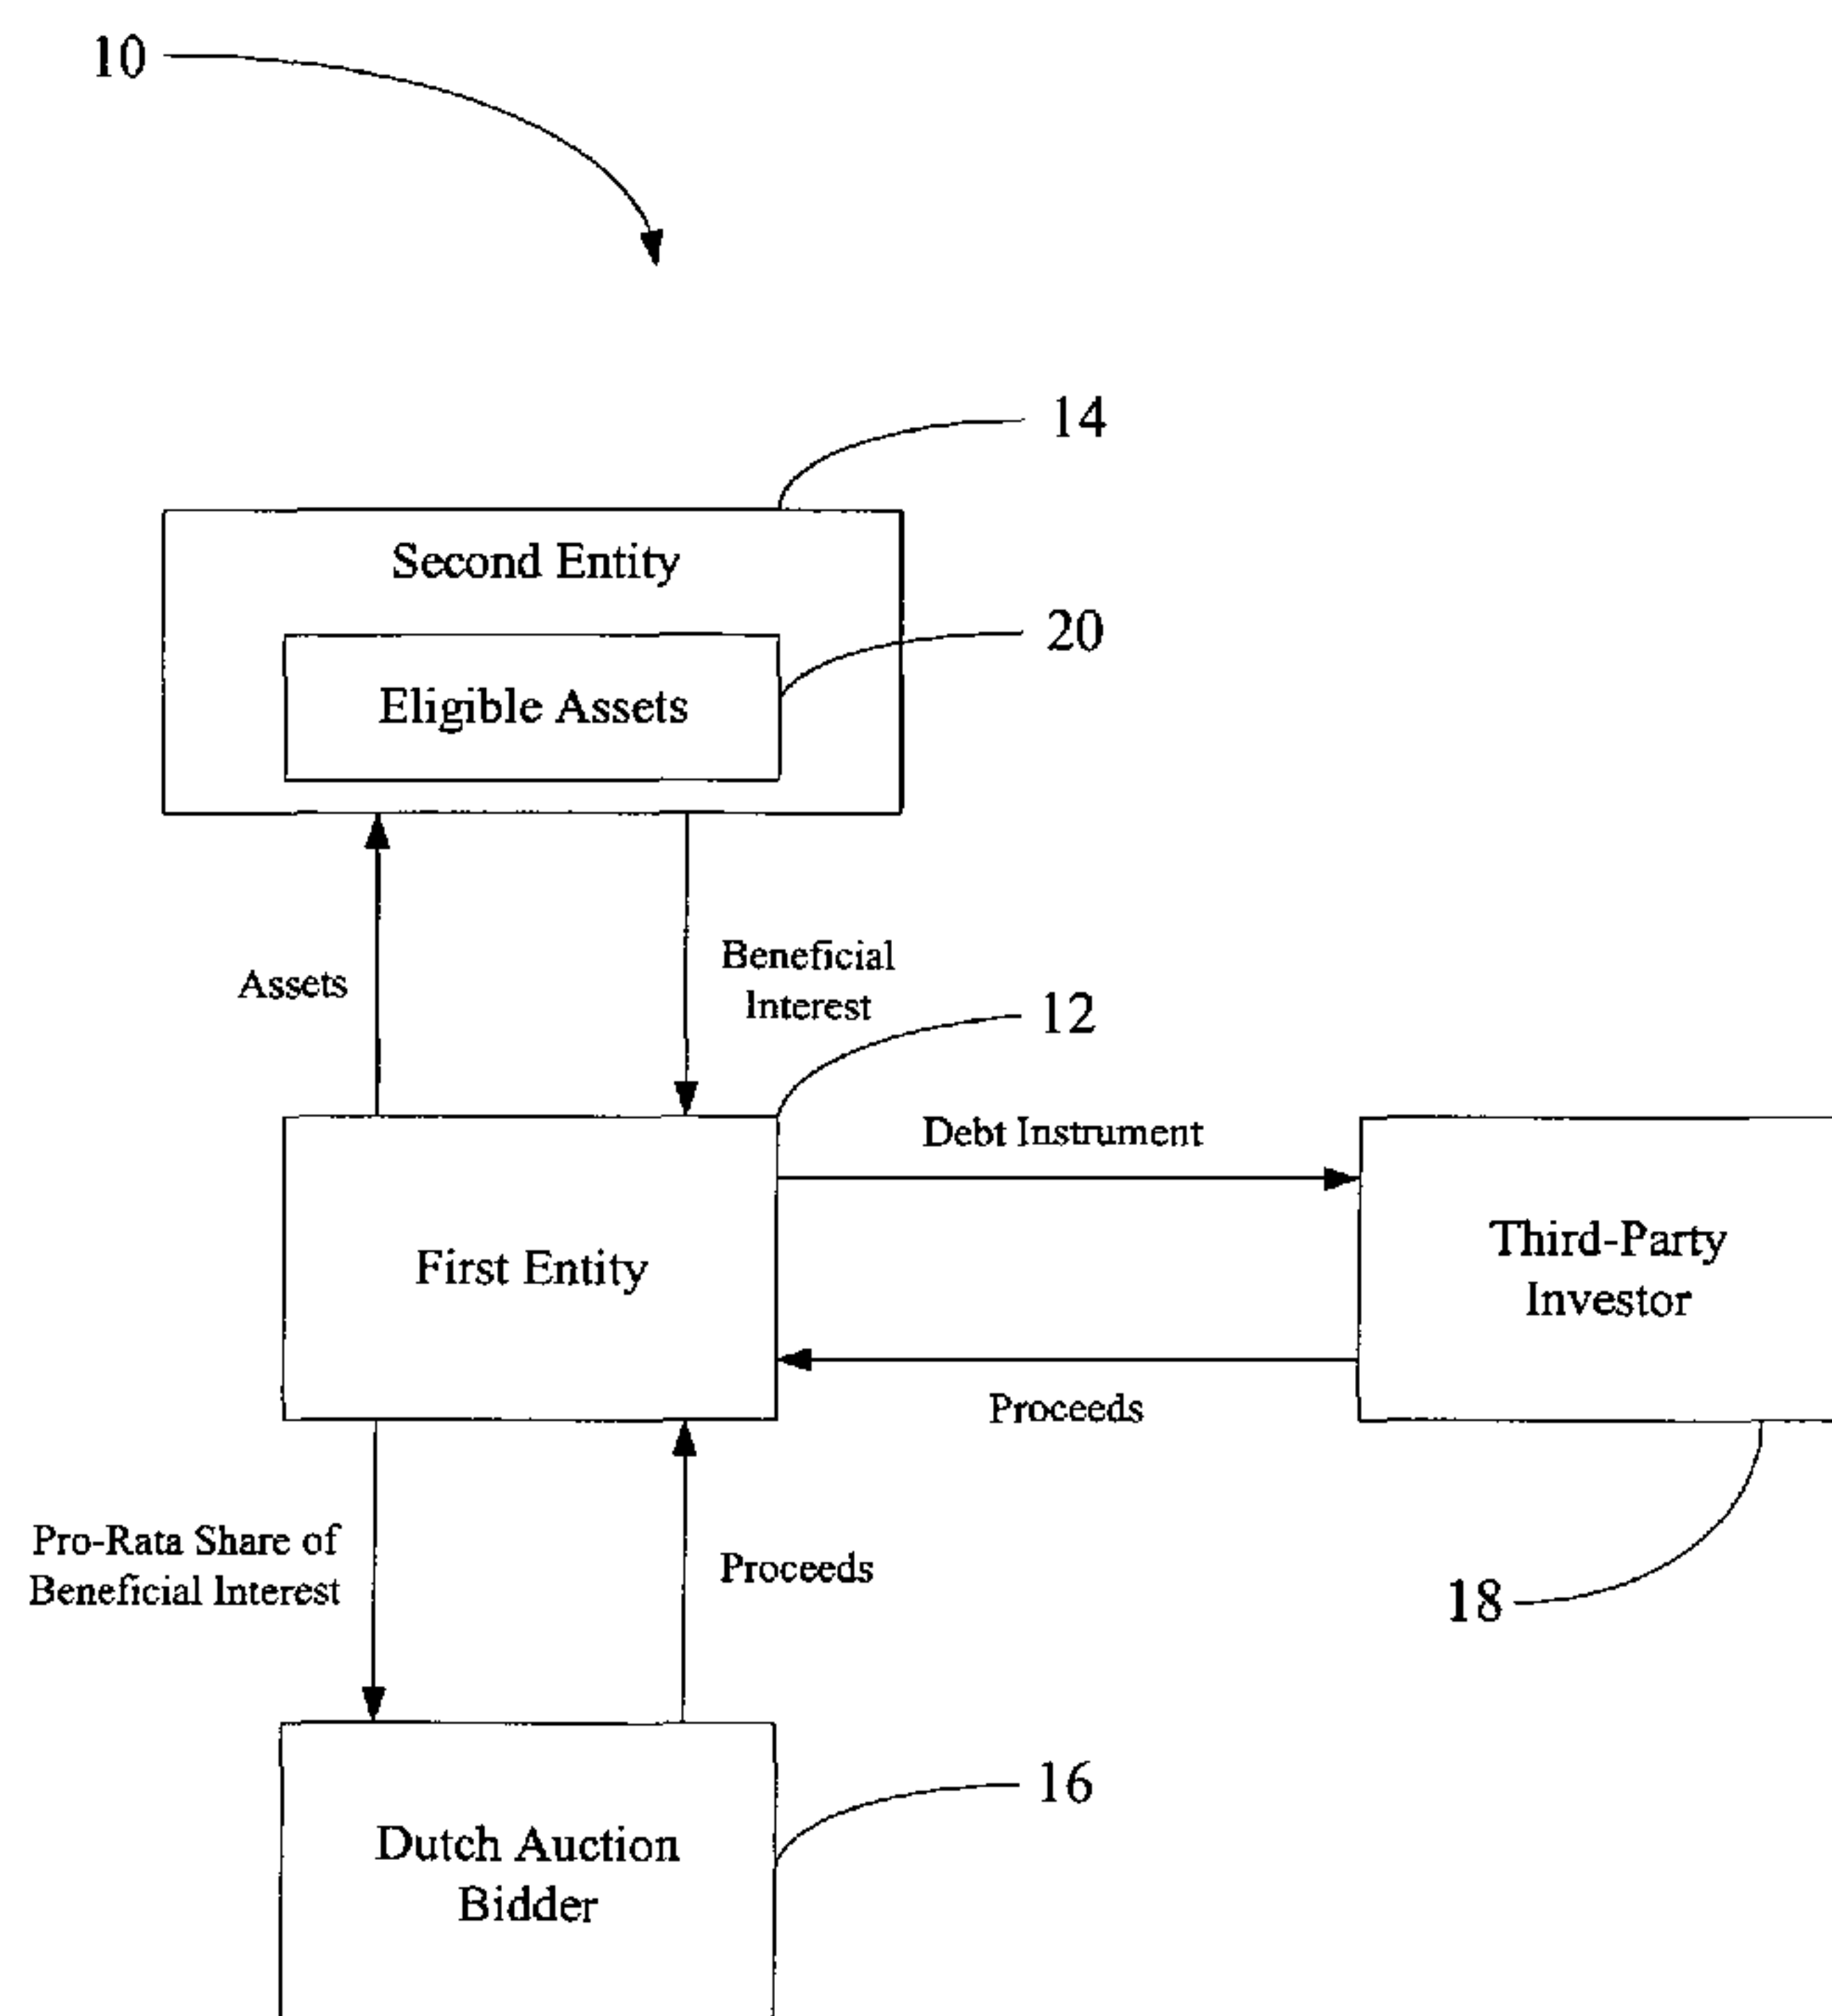 10
14
Second Entity
20
Eligible Assets
Assets
Beneficial
Interest
12
Debt Instrument
First Entity
Third-Party
Investor
Proceeds
Pro-Rata Share of
Beneficial Interest
Proceeds
18
16
Dutch Auction
Bidder